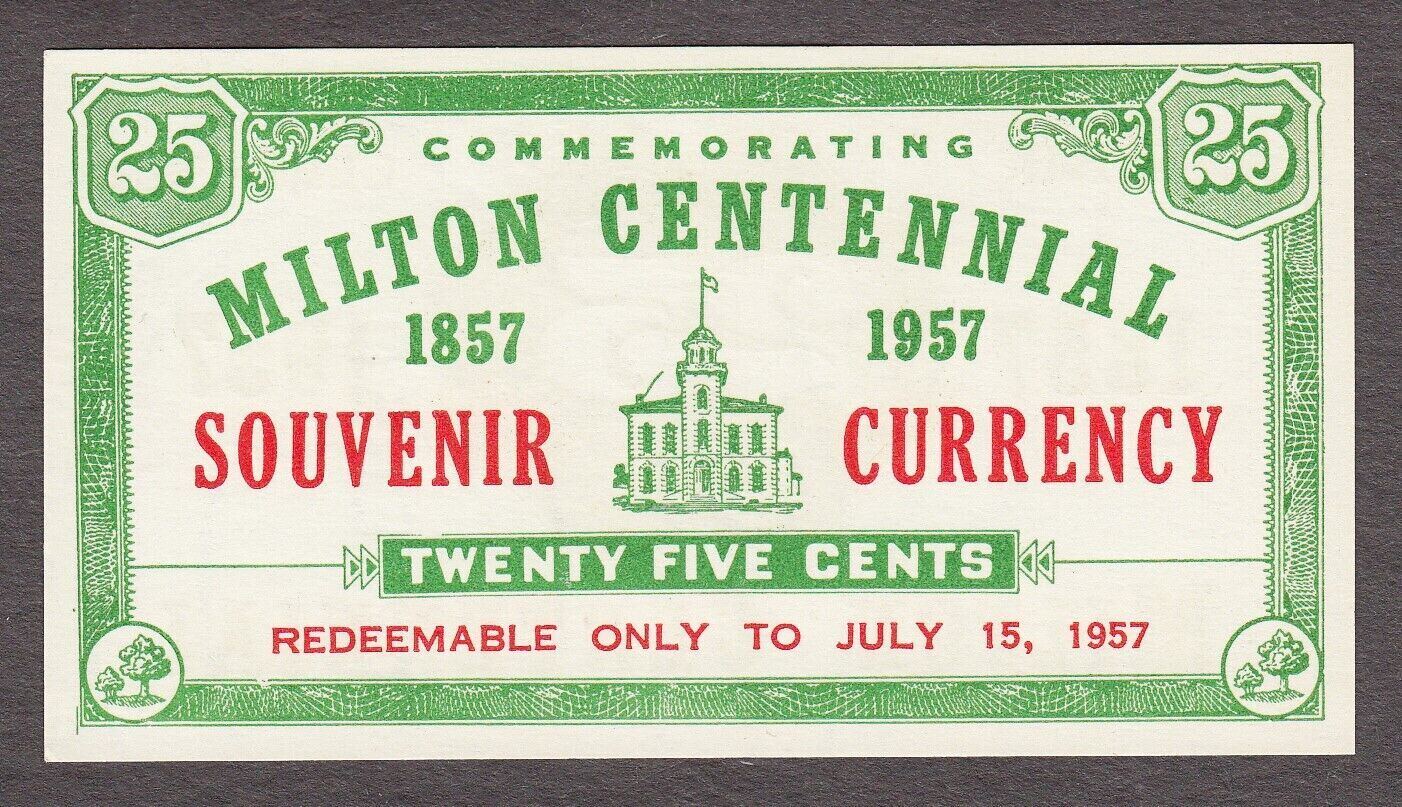 25 25
COMMEMORATING
MILTON CENTENNIAL
1857 1957
SOUVENIR CURRENCY
TWENTY FIVE CENTS
REDEEMABLE ONLY TO JULY 15, 1957